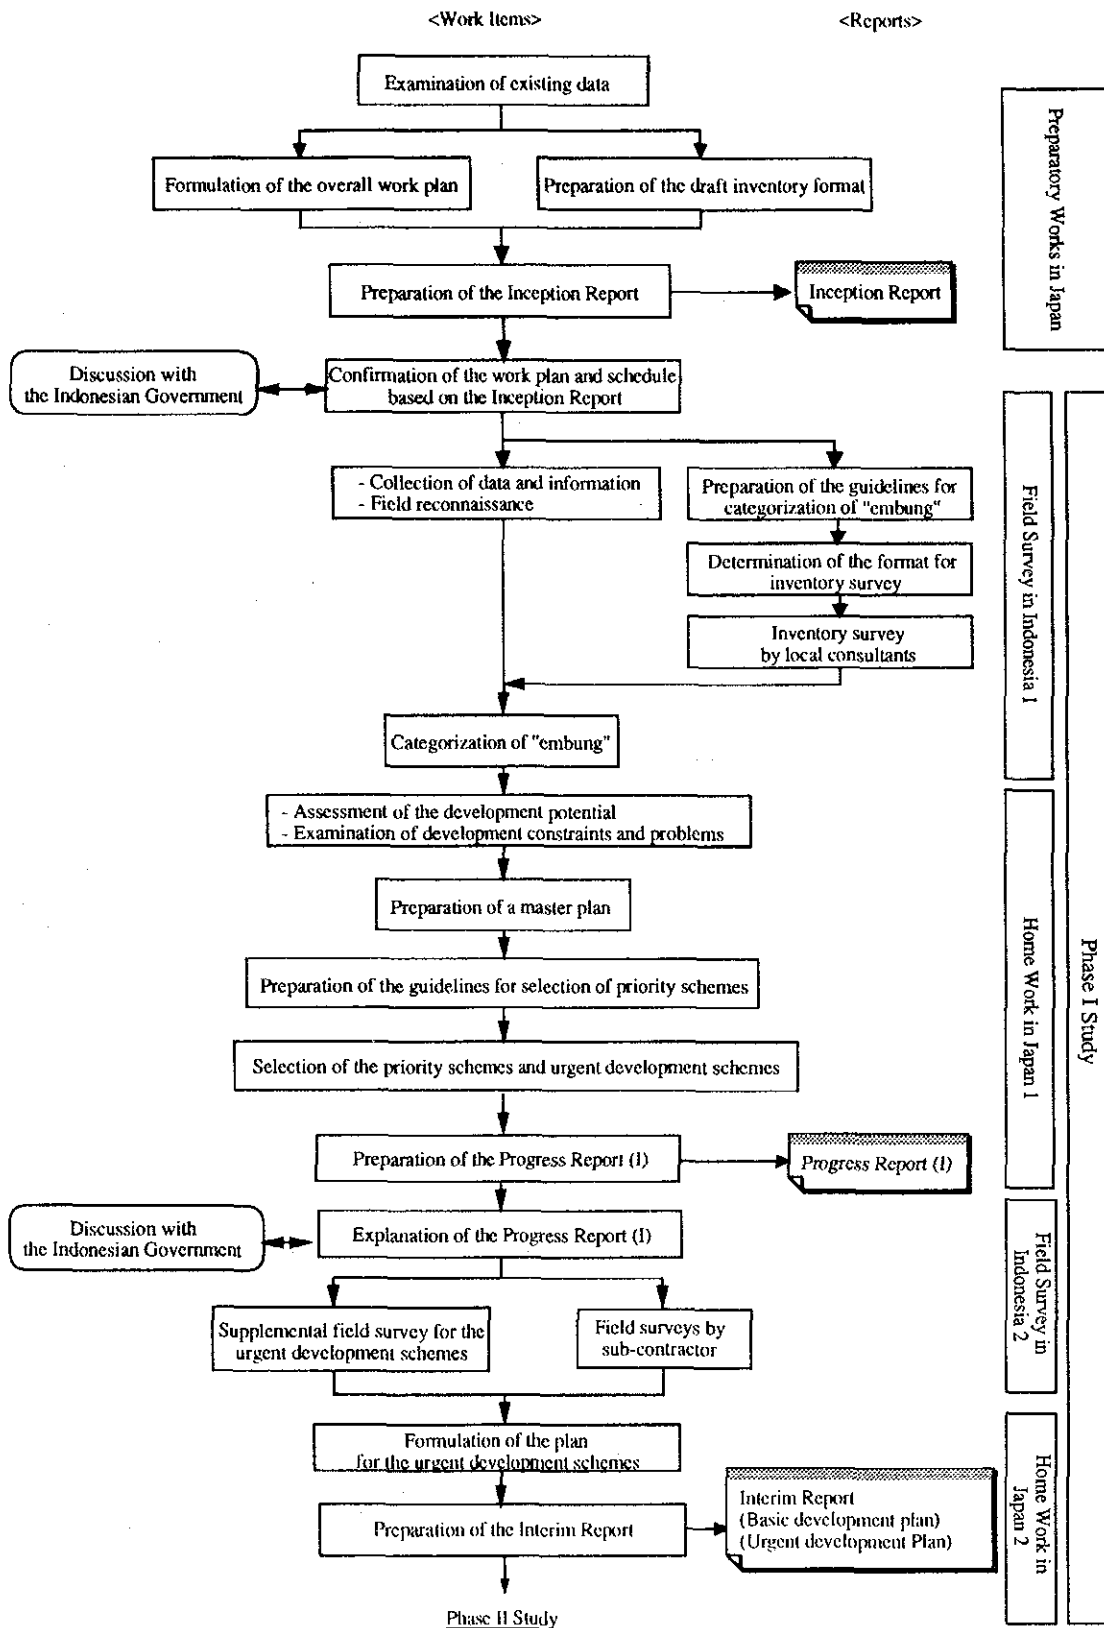 <Work Items>
<Reports>
Examination of existing data
Formulation of the overall work plan
Preparation of the draft inventory format
Preparation of the Inception Report
Inception Report
Preparatory Works in Japan
Discussion with
the Indonesian Government
Confirmation of the work plan and schedule
based on the Inception Report
- Collection of data and information
- Field reconnaissance
Preparation of the guidelines for
categorization of "embung"
Determination of the format for
inventory survey
Inventory survey
by local consultants
Field Survey in Indonesia 1
Categorization of "embung"
- Assessment of the development potential
- Examination of development constraints and problems
Preparation of a master plan
Preparation of the guidelines for selection of priority schemes
Selection of the priority schemes and urgent development schemes
Preparation of the Progress Report (I)
Progress Report (I)
Home Work in Japan 1
Phase I Study
Discussion with
the Indonesian Government
Explanation of the Progress Report (I)
Supplemental field survey for the
urgent development schemes
Field surveys by
sub-contractor
Field Survey in
Indonesia 2
Formulation of the plan
for the urgent development schemes
Preparation of the Interim Report
Interim Report
(Basic development plan)
(Urgent development Plan)
Home Work in
Japan 2
Phase II Study